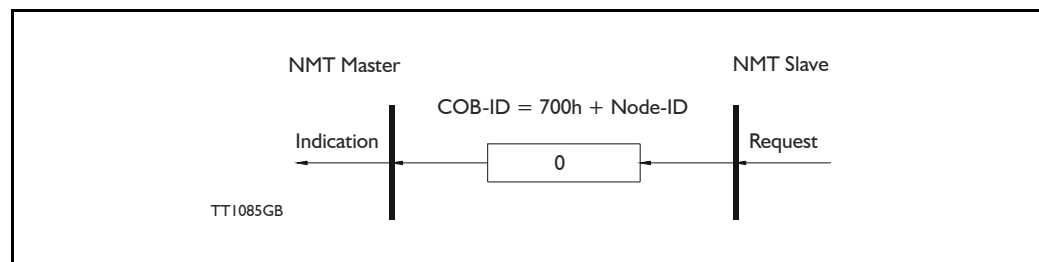 NMT Master
NMT Slave
COB-ID = 700h + Node-ID
Indication
0
Request
TT1085GB